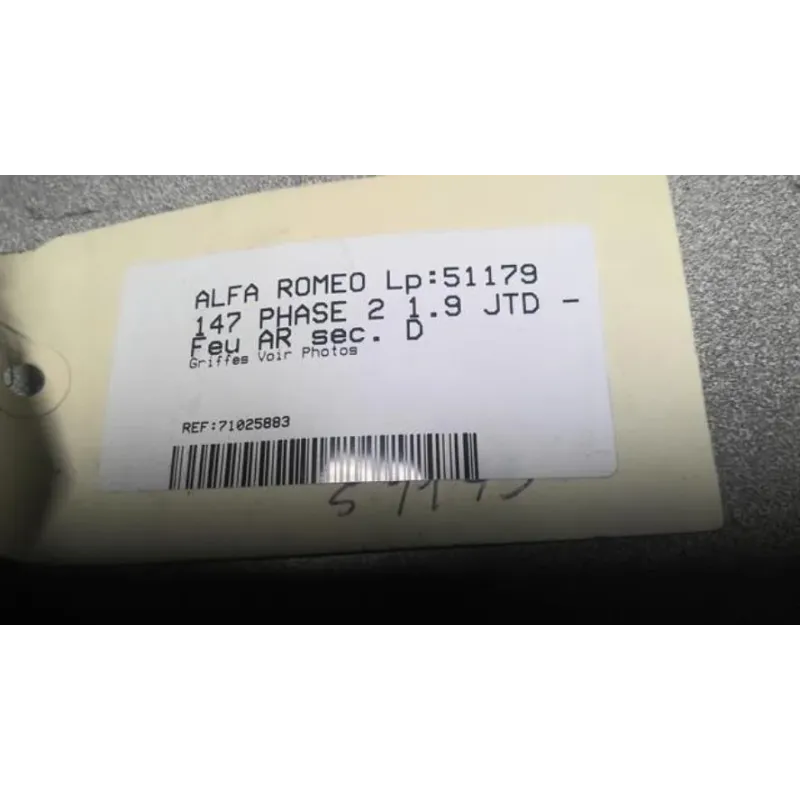 ALFA ROMEO Lp:51179
147 PHASE 2 1.9 JTD -
Feu AR sec. D
Griffes Voir Photos
REF:71025883